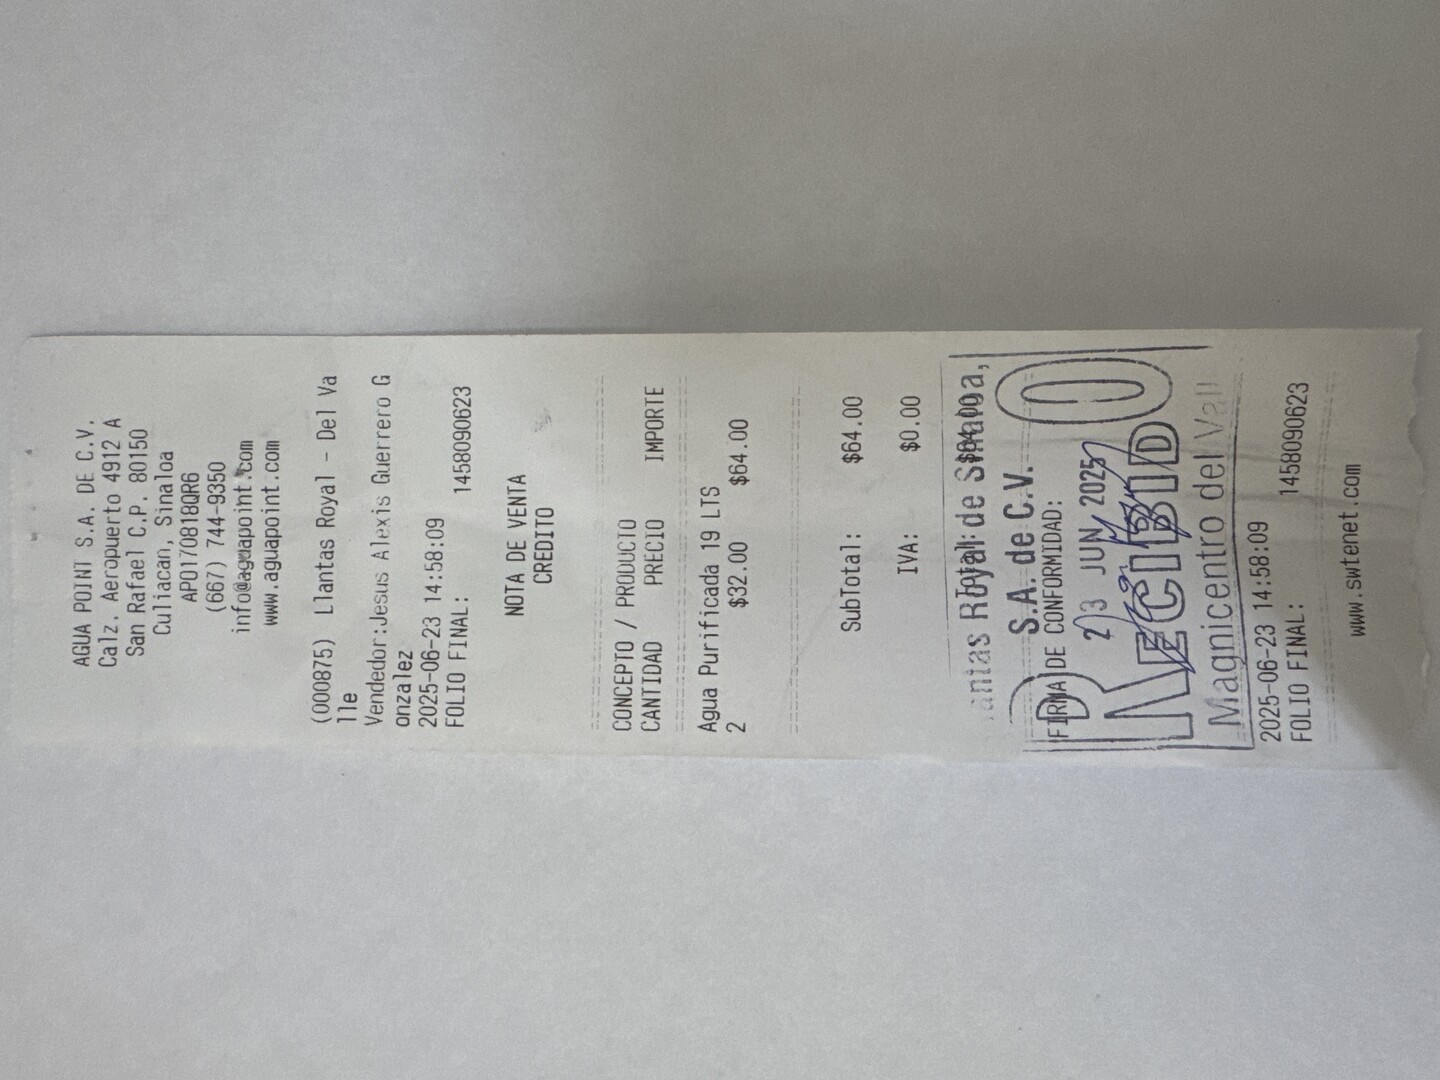 AGUA POINT S.A. DE C.V.
Calz. Aeropuerto 4912 A
San Rafael C.P. 80150
Culiacan, Sinaloa
APO170818QR6
(667) 744-9350
info@aguapoint.com
www.aguapoint.com
(000875) Llantas Royal - Del Va
lle
Vendedor:Jesus Alexis Guerrero G
onzalez
2025-06-23 14:58:09
FOLIO FINAL: 1458090623
NOTA DE VENTA
CREDITO
CONCEPTO / PRODUCTO
CANTIDAD PRECIO IMPORTE
Agua Purificada 19 LTS
2 $32.00 $64.00
SubTotal: $64.00
IVA: $0.00
Royal de Sinaloa,
S.A. de C.V.
FIRMA DE CONFORMIDAD:
23 JUN 2025
RECIBIDO
Magnicentro del Vall
2025-06-23 14:58:09
FOLIO FINAL: 1458090623
www.swtenet.com